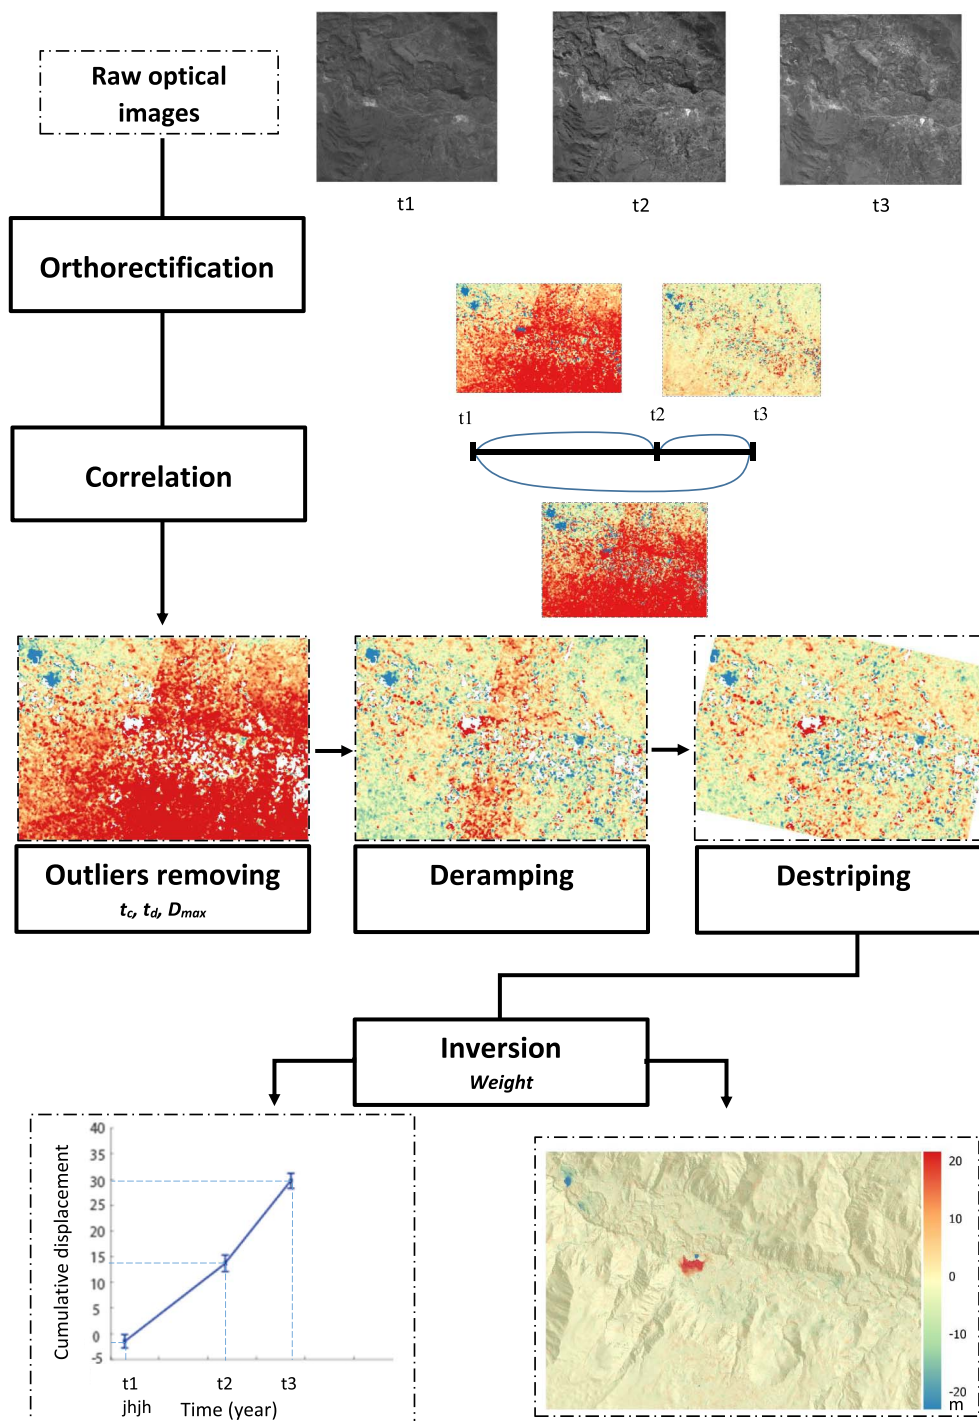 Raw optical
images
t1
t2
t3
Orthorectification
t1
t2
t3
Correlation
Outliers removing
tc, td, Dmax
Deramping
Destriping
Inversion
Weight
40
35
30
25
20
15
10
5
0
-5
Cumulative displacement
t1
t2
t3
jhjh
Time (year)
20
10
0
-10
-20
m